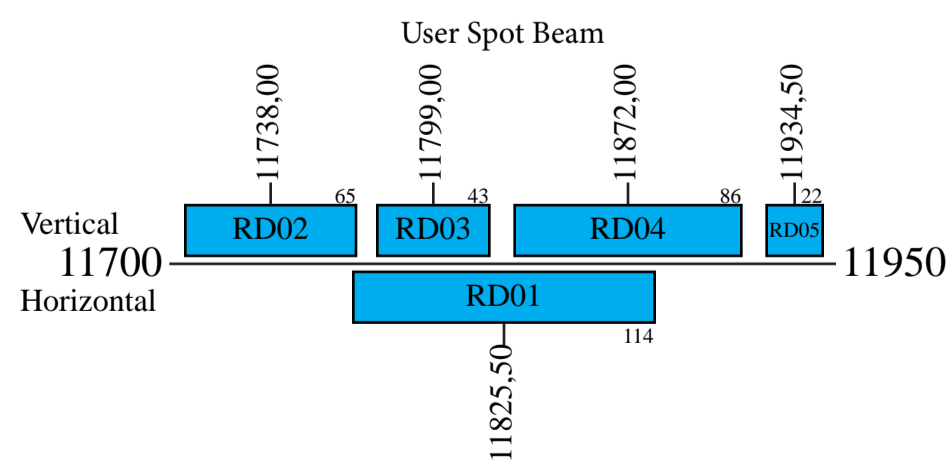 User Spot Beam
11738,00
11799,00
11872,00
11934,50
65
43
86
22
Vertical
RD02
RD03
RD04
RD05
11700
11950
Horizontal
RD01
114
11825,50